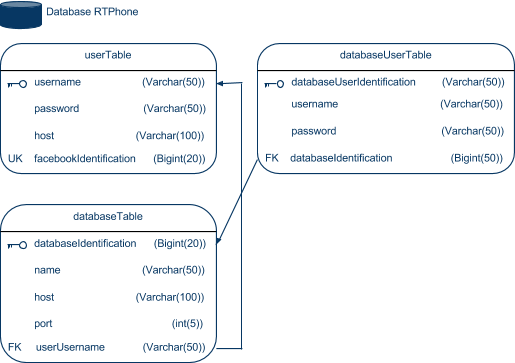 Database RTPhone
userTable
username (Varchar(50))
password (Varchar(50))
host (Varchar(100))
UK facebookIdentification (Bigint(20))
databaseUserTable
databaseUserIdentification (Varchar(50))
username (Varchar(50))
password (Varchar(50))
FK databaseIdentification (Bigint(50))
databaseTable
databaseIdentification (Bigint(20))
name (Varchar(50))
host (Varchar(100))
port (int(5))
FK userUsername (Varchar(50))